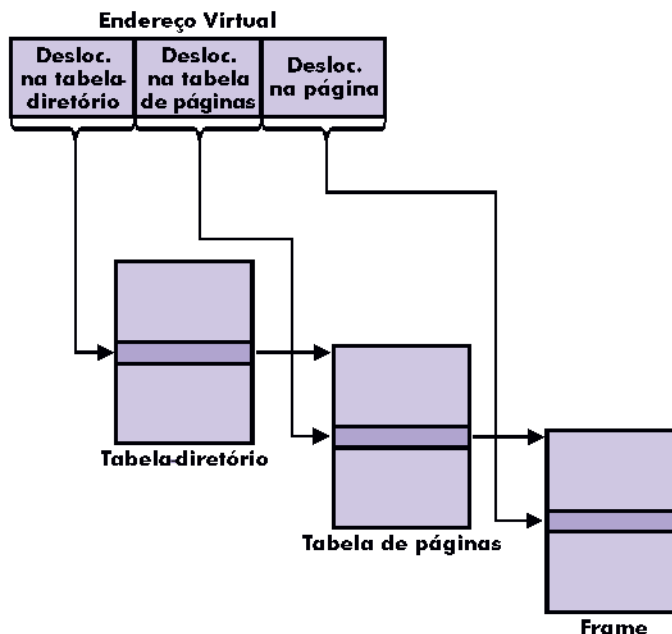 Endereço Virtual
Desloc.
na tabela-
diretório
Desloc.
na tabela
de páginas
Desloc.
na página
Tabela-diretório
Tabela de páginas
Frame